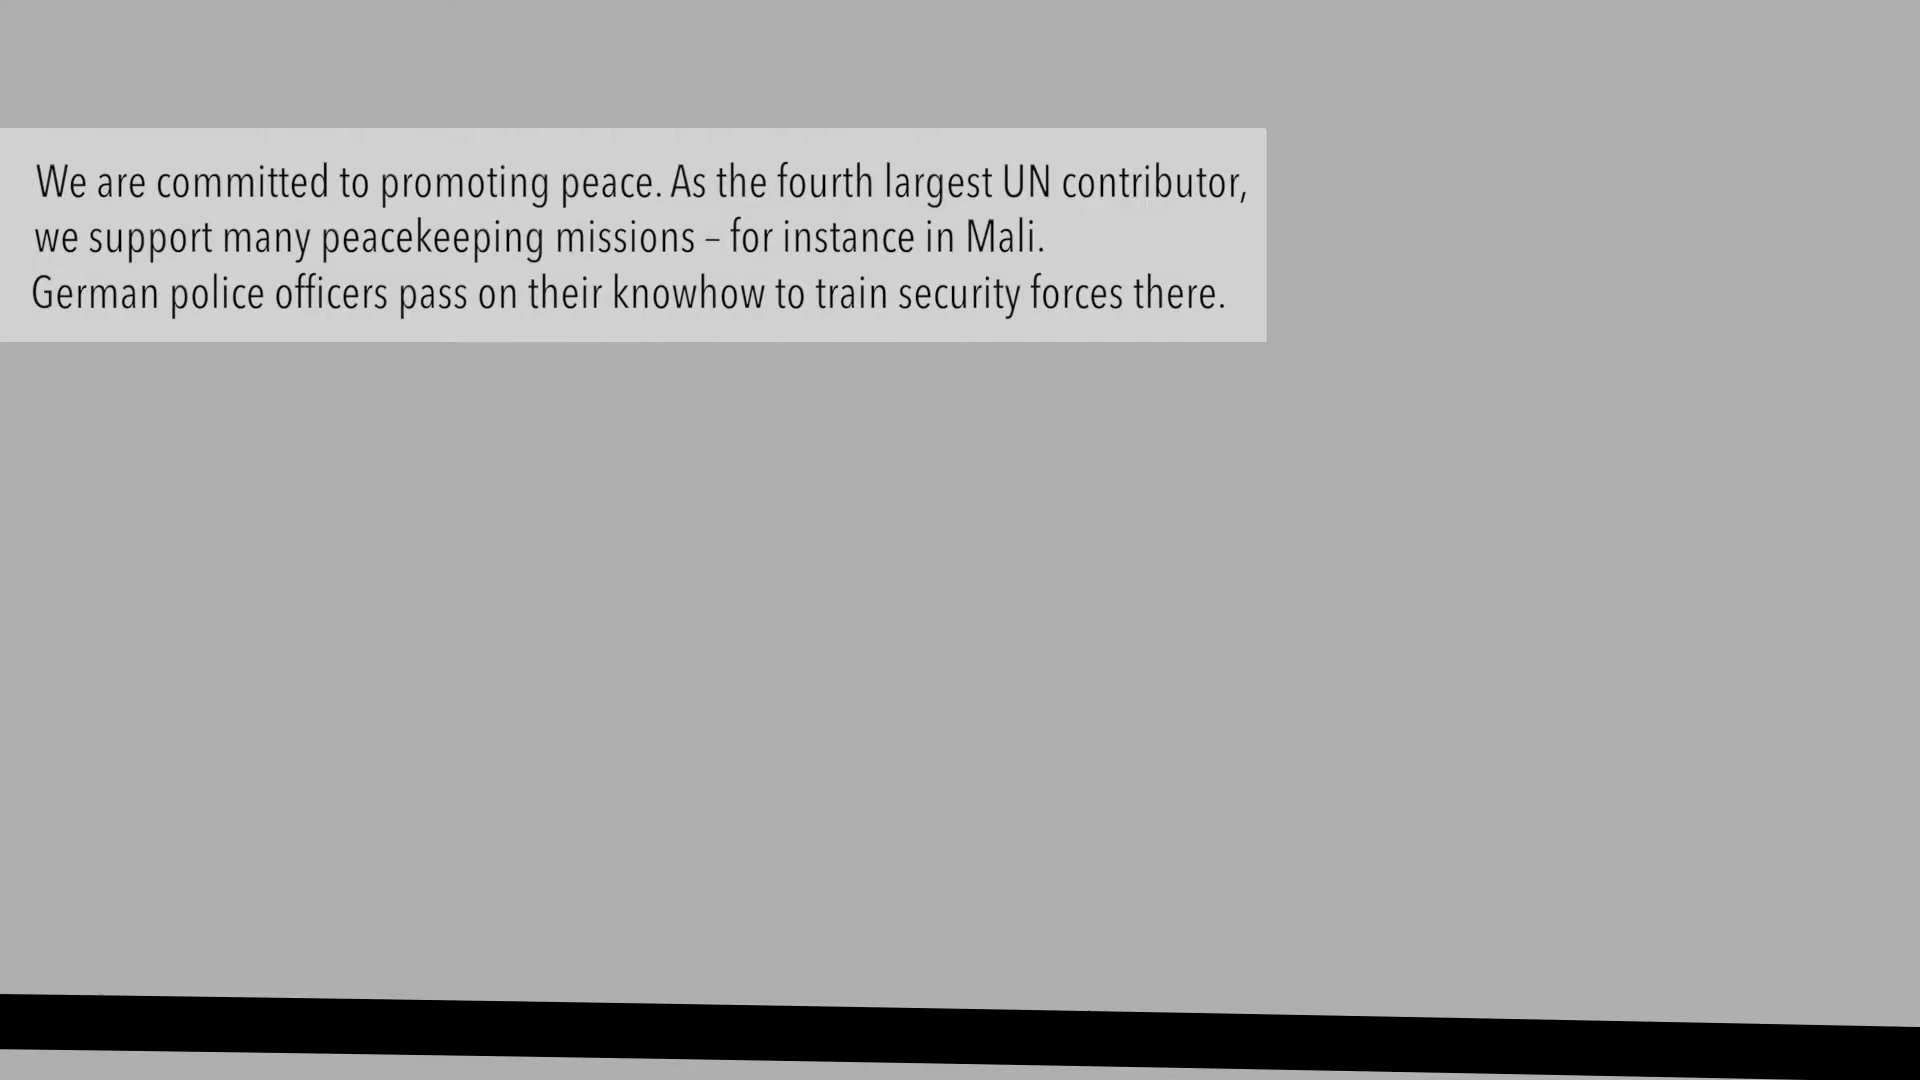 We are committed to promoting peace. As the fourth largest UN contributor,
we support many peacekeeping missions – for instance in Mali.
German police officers pass on their knowhow to train security forces there.